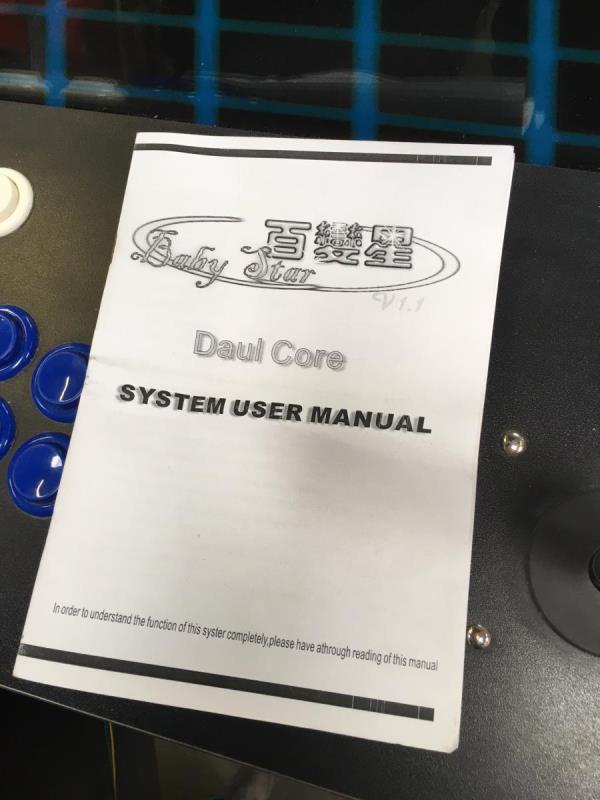 百變星
Baby Star
V1.1
Daul Core
SYSTEM USER MANUAL
In order to understand the function of this syster completely,please have athrough reading of this manual